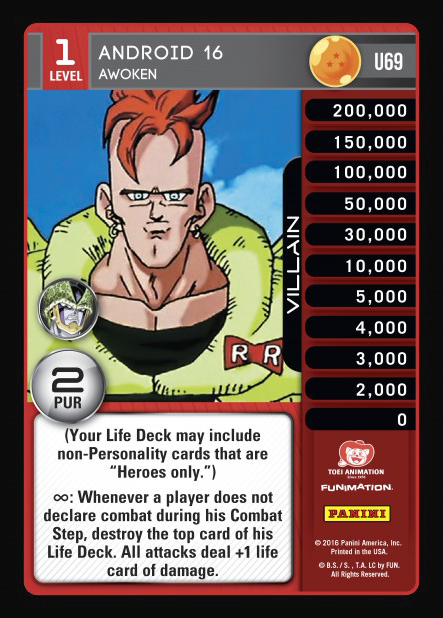 1
LEVEL
ANDROID 16
AWOKEN
U69
200,000
150,000
100,000
50,000
30,000
10,000
5,000
4,000
3,000
2,000
0
VILLAIN
R R
2
PUR
(Your Life Deck may include
non-Personality cards that are
“Heroes only.”)
∞: Whenever a player does not
declare combat during his Combat
Step, destroy the top card of his
Life Deck. All attacks deal +1 life
card of damage.
TOEI ANIMATION
Since 1956
FUNIMATION.
PANINI
© 2016 Panini America, Inc.
Printed in the USA.
© B.S./ S. , T.A. LC by FUN.
All Rights Reserved.